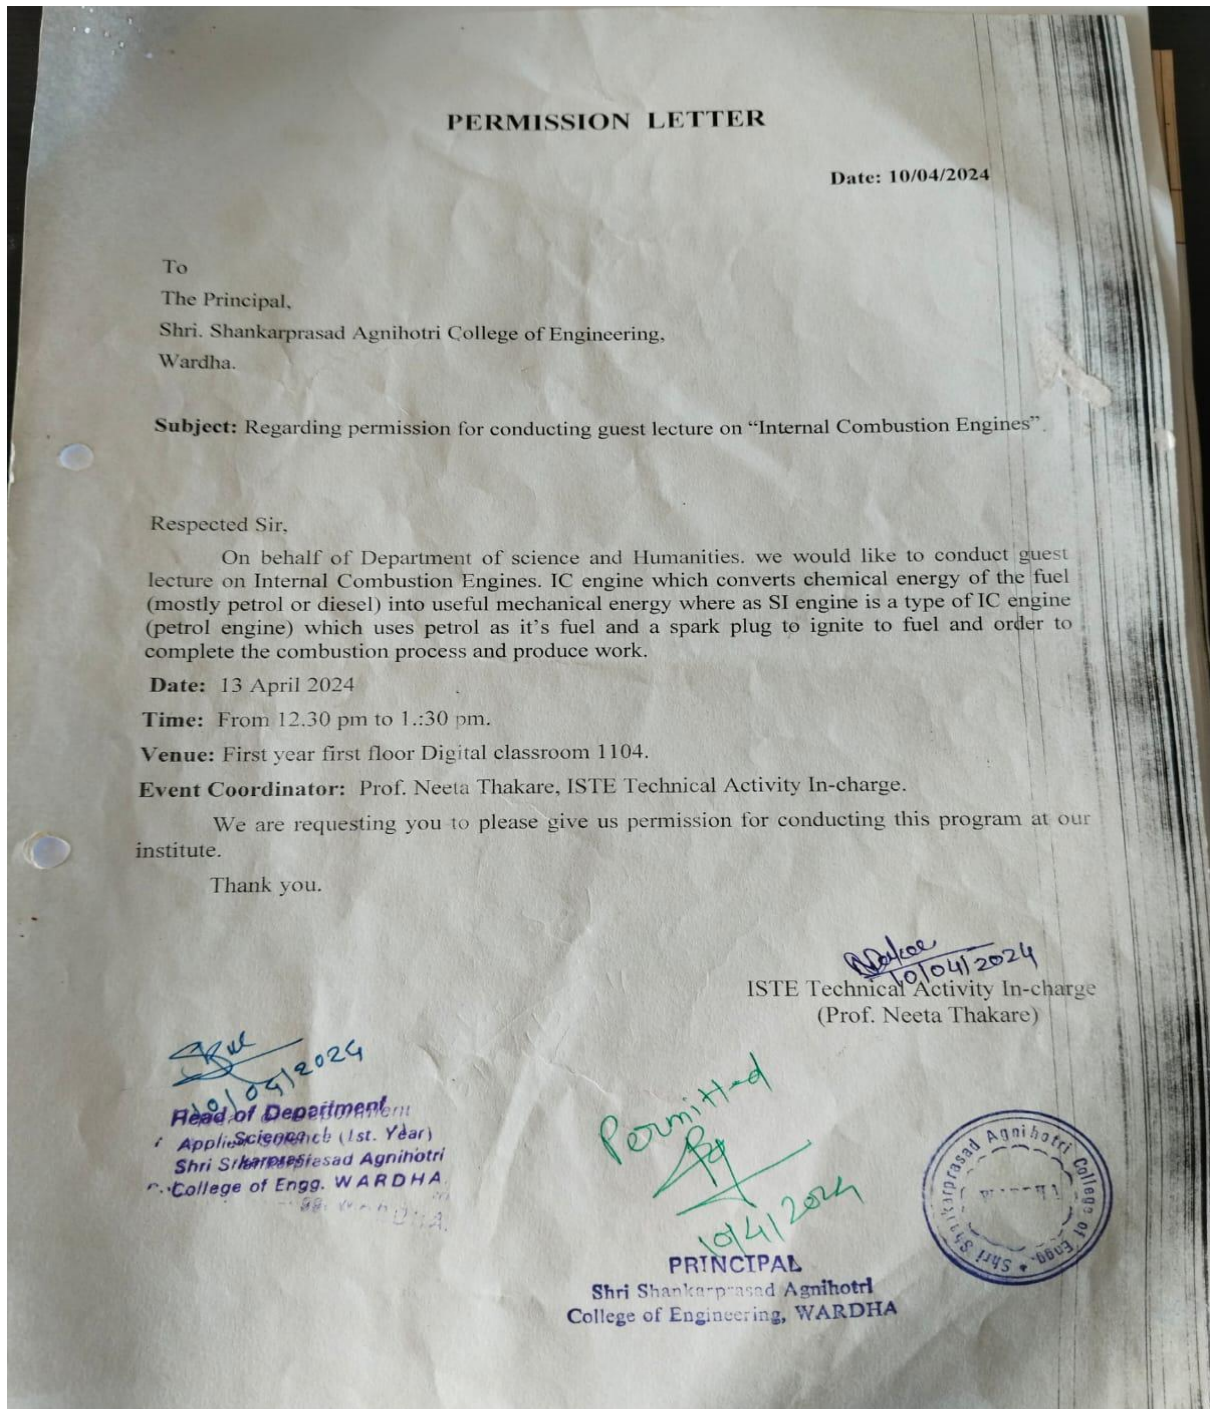 PERMISSION LETTER
Date: 10/04/2024
To
The Principal,
Shri. Shankarprasad Agnihotri College of Engineering,
Wardha.
Subject: Regarding permission for conducting guest lecture on “Internal Combustion Engines”.
Respected Sir,
On behalf of Department of science and Humanities. we would like to conduct guest
lecture on Internal Combustion Engines. IC engine which converts chemical energy of the fuel
(mostly petrol or diesel) into useful mechanical energy where as SI engine is a type of IC engine
(petrol engine) which uses petrol as it’s fuel and a spark plug to ignite to fuel and order to
complete the combustion process and produce work.
Date: 13 April 2024
Time: From 12.30 pm to 1.:30 pm.
Venue: First year first floor Digital classroom 1104.
Event Coordinator: Prof. Neeta Thakare, ISTE Technical Activity In-charge.
We are requesting you to please give us permission for conducting this program at our
institute.
Thank you.
10/04/2024
ISTE Technical Activity In-charge
(Prof. Neeta Thakare)
10/04/2024
Head of Department
Science (1st. Year)
Shri Agnihotri
College of Engg. WARDHA
Permitted
10/4/2024
PRINCIPAL
Shri Shankarprasad Agnihotri
College of Engineering, WARDHA
Shri Shankarprasad Agnihotri College of Engg.